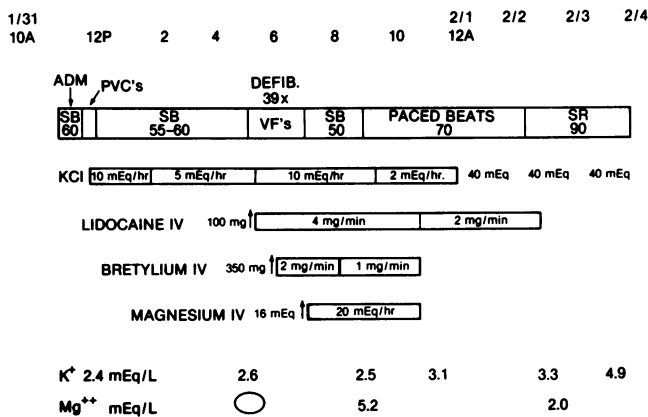 1/31 2/1 2/2 2/3 2/4
10A 12P 2 4 6 8 10 12A
ADM PVC's DEFIB.
39x
SB SB VF's SB PACED BEATS SR
60 55-60 50 70 90
KCl 10 mEq/hr 5 mEq/hr 10 mEq/hr 2 mEq/hr. 40 mEq 40 mEq 40 mEq
LIDOCAINE IV 100 mg 4 mg/min 2 mg/min
BRETYLIUM IV 350 mg 2 mg/min 1 mg/min
MAGNESIUM IV 16 mEq 20 mEq/hr
K+ 2.4 mEq/L 2.6 2.5 3.1 3.3 4.9
Mg++ mEq/L 5.2 2.0